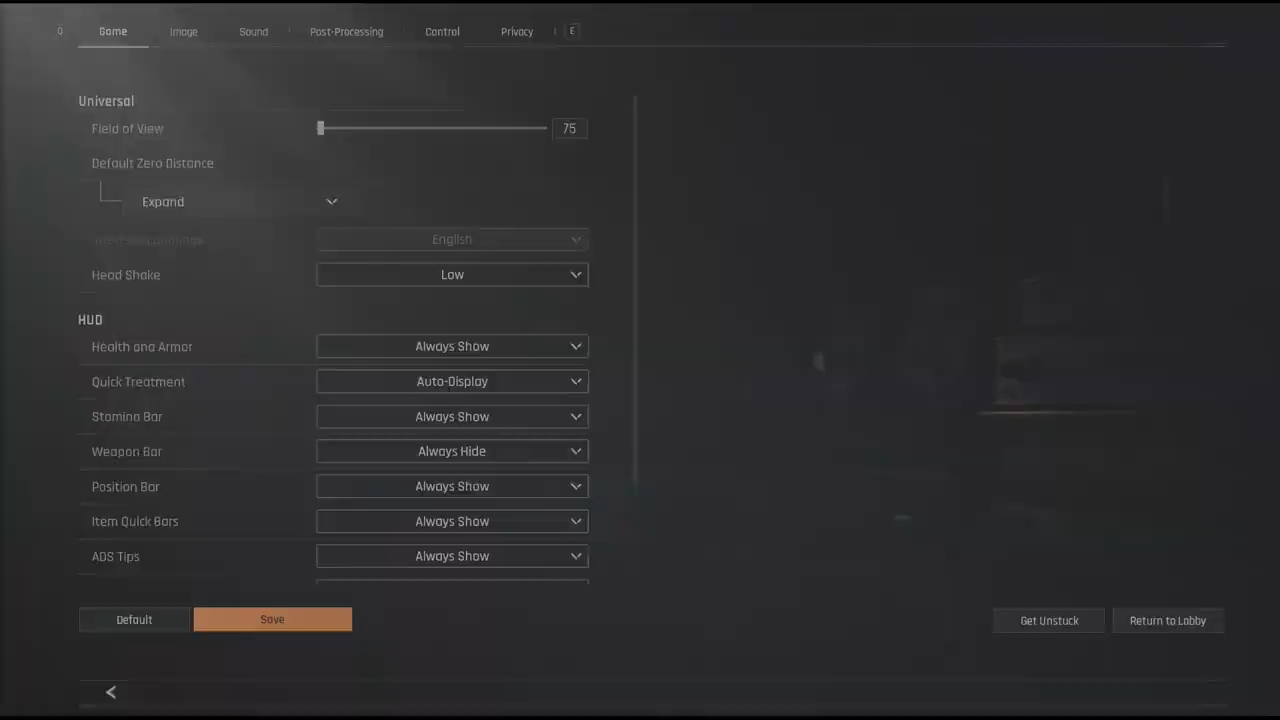 Q Game Image Sound Post-Processing Control Privacy E
Universal
Field of View 75
Default Zero Distance
Expand
English
Head Shake Low
HUD
Health and Armor Always Show
Quick Treatment Auto-Display
Stamina Bar Always Show
Weapon Bar Always Hide
Position Bar Always Show
Item Quick Bars Always Show
ADS Tips Always Show
Default Save Get Unstuck Return to Lobby